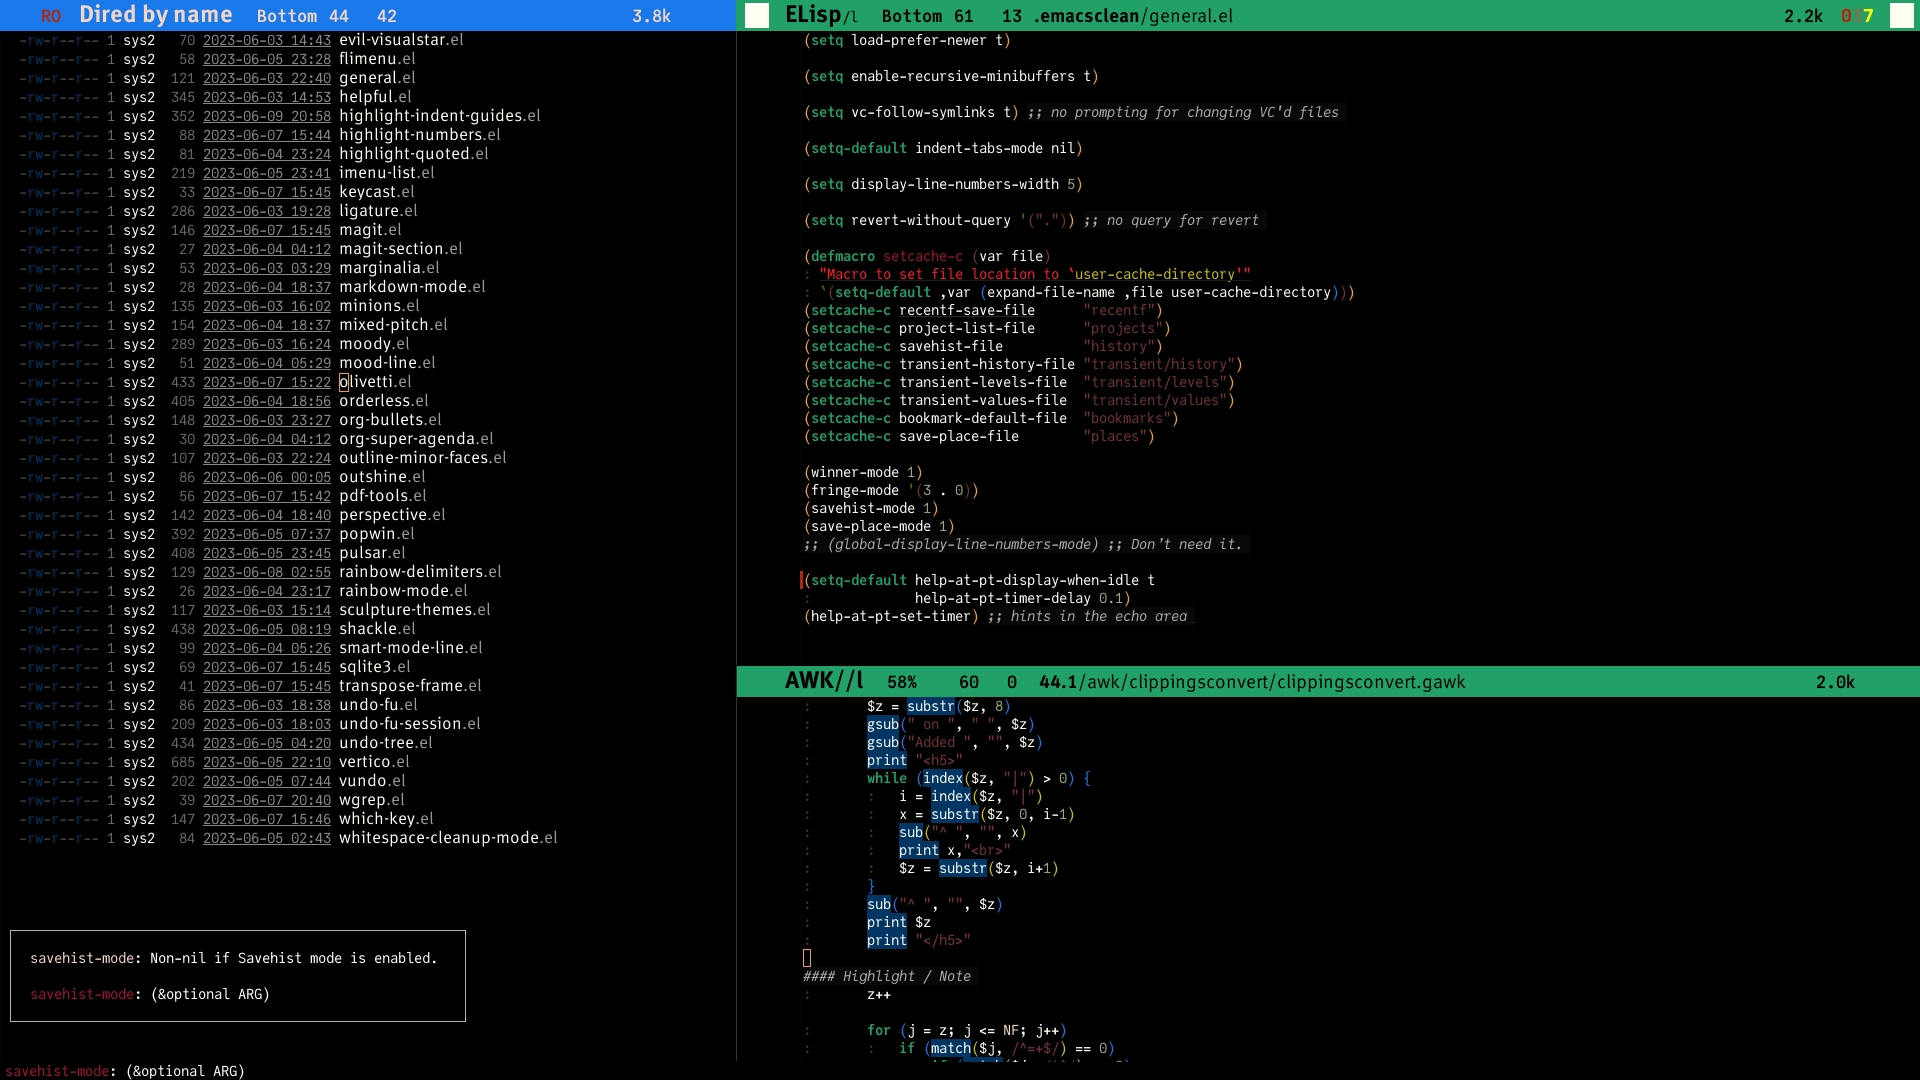 RO Dired by name Bottom 44 42 3.8k
-rw-r--r-- 1 sys2 70 2023-06-03 14:43 evil-visualstar.el
-rw-r--r-- 1 sys2 58 2023-06-05 23:28 flimenu.el
-rw-r--r-- 1 sys2 121 2023-06-03 22:40 general.el
-rw-r--r-- 1 sys2 345 2023-06-03 14:53 helpful.el
-rw-r--r-- 1 sys2 352 2023-06-09 20:58 highlight-indent-guides.el
-rw-r--r-- 1 sys2 88 2023-06-07 15:44 highlight-numbers.el
-rw-r--r-- 1 sys2 81 2023-06-04 23:24 highlight-quoted.el
-rw-r--r-- 1 sys2 219 2023-06-05 23:41 imenu-list.el
-rw-r--r-- 1 sys2 33 2023-06-07 15:45 keycast.el
-rw-r--r-- 1 sys2 286 2023-06-03 19:28 ligature.el
-rw-r--r-- 1 sys2 146 2023-06-07 15:45 magit.el
-rw-r--r-- 1 sys2 27 2023-06-04 04:12 magit-section.el
-rw-r--r-- 1 sys2 53 2023-06-03 03:29 marginalia.el
-rw-r--r-- 1 sys2 28 2023-06-04 18:37 markdown-mode.el
-rw-r--r-- 1 sys2 135 2023-06-03 16:02 minions.el
-rw-r--r-- 1 sys2 154 2023-06-04 18:37 mixed-pitch.el
-rw-r--r-- 1 sys2 289 2023-06-03 16:24 moody.el
-rw-r--r-- 1 sys2 51 2023-06-04 05:29 mood-line.el
-rw-r--r-- 1 sys2 433 2023-06-07 15:22 olivetti.el
-rw-r--r-- 1 sys2 405 2023-06-04 18:56 orderless.el
-rw-r--r-- 1 sys2 148 2023-06-03 23:27 org-bullets.el
-rw-r--r-- 1 sys2 30 2023-06-04 04:12 org-super-agenda.el
-rw-r--r-- 1 sys2 107 2023-06-03 22:24 outline-minor-faces.el
-rw-r--r-- 1 sys2 86 2023-06-06 00:05 outshine.el
-rw-r--r-- 1 sys2 56 2023-06-07 15:42 pdf-tools.el
-rw-r--r-- 1 sys2 142 2023-06-04 18:40 perspective.el
-rw-r--r-- 1 sys2 392 2023-06-05 07:37 popwin.el
-rw-r--r-- 1 sys2 408 2023-06-05 23:45 pulsar.el
-rw-r--r-- 1 sys2 129 2023-06-08 02:55 rainbow-delimiters.el
-rw-r--r-- 1 sys2 26 2023-06-04 23:17 rainbow-mode.el
-rw-r--r-- 1 sys2 117 2023-06-03 15:14 sculpture-themes.el
-rw-r--r-- 1 sys2 438 2023-06-05 08:19 shackle.el
-rw-r--r-- 1 sys2 99 2023-06-04 05:26 smart-mode-line.el
-rw-r--r-- 1 sys2 69 2023-06-07 15:45 sqlite3.el
-rw-r--r-- 1 sys2 41 2023-06-07 15:45 transpose-frame.el
-rw-r--r-- 1 sys2 86 2023-06-03 18:38 undo-fu.el
-rw-r--r-- 1 sys2 209 2023-06-03 18:03 undo-fu-session.el
-rw-r--r-- 1 sys2 434 2023-06-05 04:20 undo-tree.el
-rw-r--r-- 1 sys2 685 2023-06-05 22:10 vertico.el
-rw-r--r-- 1 sys2 202 2023-06-05 07:44 vundo.el
-rw-r--r-- 1 sys2 39 2023-06-07 20:40 wgrep.el
-rw-r--r-- 1 sys2 147 2023-06-07 15:46 which-key.el
-rw-r--r-- 1 sys2 84 2023-06-05 02:43 whitespace-cleanup-mode.el
savehist-mode: Non-nil if Savehist mode is enabled.
savehist-mode: (&optional ARG)
savehist-mode: (&optional ARG)
ELisp/l Bottom 61 13 .emacsclean/general.el 2.2k 037
(setq load-prefer-newer t)
(setq enable-recursive-minibuffers t)
(setq vc-follow-symlinks t) ;; no prompting for changing VC'd files
(setq-default indent-tabs-mode nil)
(setq display-line-numbers-width 5)
(setq revert-without-query '(".")) ;; no query for revert
(defmacro setcache-c (var file)
: "Macro to set file location to `user-cache-directory'"
: `(setq-default ,var (expand-file-name ,file user-cache-directory)))
(setcache-c recentf-save-file "recentf")
(setcache-c project-list-file "projects")
(setcache-c savehist-file "history")
(setcache-c transient-history-file "transient/history")
(setcache-c transient-levels-file "transient/levels")
(setcache-c transient-values-file "transient/values")
(setcache-c bookmark-default-file "bookmarks")
(setcache-c save-place-file "places")
(winner-mode 1)
(fringe-mode '(3 . 0))
(savehist-mode 1)
(save-place-mode 1)
;; (global-display-line-numbers-mode) ;; Don't need it.
(setq-default help-at-pt-display-when-idle t
: help-at-pt-timer-delay 0.1)
(help-at-pt-set-timer) ;; hints in the echo area
AWK//l 58% 60 0 44.1/awk/clippingsconvert/clippingsconvert.gawk 2.0k
: $z = substr($z, 8)
: gsub(" on ", " ", $z)
: gsub("Added ", "", $z)
: print "<h5>"
: while (index($z, "|") > 0) {
: : i = index($z, "|")
: : x = substr($z, 0, i-1)
: : sub("^ ", "", x)
: : print x,"<br>"
: : $z = substr($z, i+1)
: }
: sub("^ ", "", $z)
: print $z
: print "</h5>"
#### Highlight / Note
: z++
: for (j = z; j <= NF; j++)
: : if (match($j, /^=+$/) == 0)